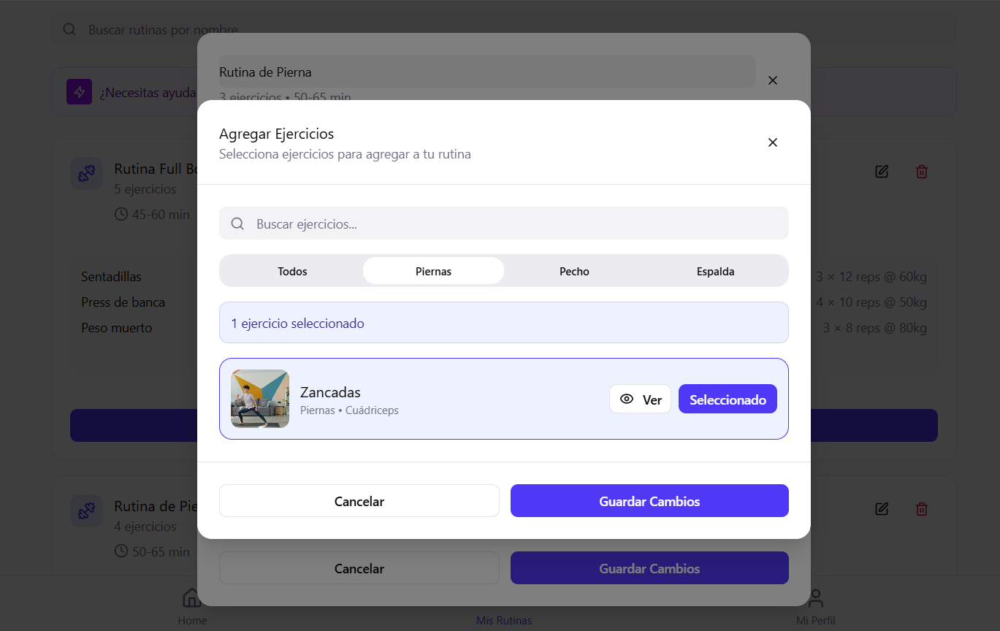 Buscar rutinas por nombre
Rutina de Pierna
¿Necesitas ayuda
3 ejercicios • 50-65 min
Agregar Ejercicios
Selecciona ejercicios para agregar a tu rutina
Rutina Full
5 ejercicios
45-60 min
Buscar ejercicios...
Todos Piernas Pecho Espalda
Sentadillas 3 × 12 reps @ 60kg
Press de banca 4 × 10 reps @ 50kg
Peso muerto 3 × 8 reps @ 80kg
1 ejercicio seleccionado
Zancadas
Piernas • Cuádriceps
Ver
Seleccionado
Cancelar Guardar Cambios
Rutina de
4 ejercicios
50-65 min
Cancelar Guardar Cambios
Home Mis Rutinas Mi Perfil